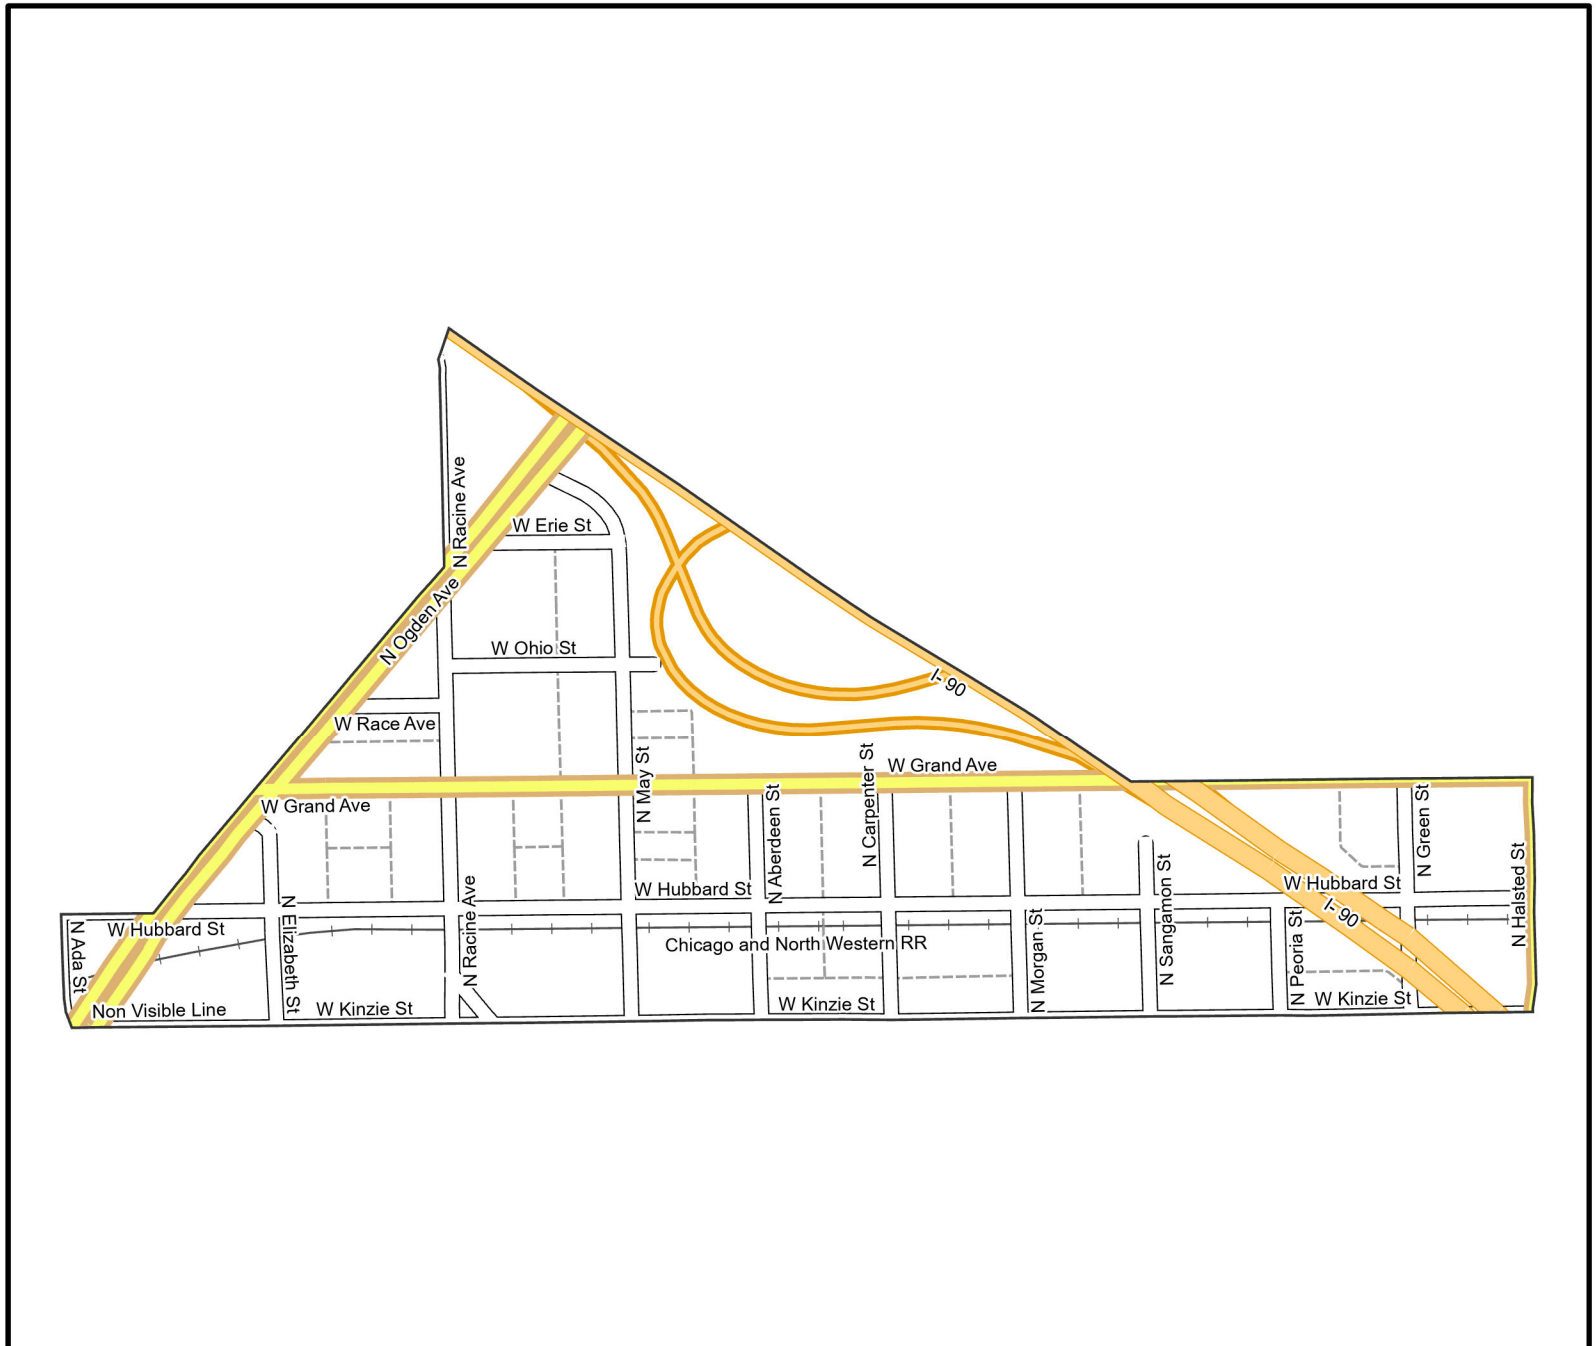 N Racine Ave
W Erie St
N Ogden Ave
W Ohio St
I- 90
W Race Ave
N May St
N Carpenter St
W Grand Ave
W Grand Ave
N Aberdeen St
N Green St
W Hubbard St
W Hubbard St
N Halsted St
N Sangamon St
I- 90
N Racine Ave
N Elizabeth St
W Hubbard St
N Ada St
Chicago and North Western RR
N Morgan St
N Peoria St
W Kinzie St
W Kinzie St
W Kinzie St
Non Visible Line